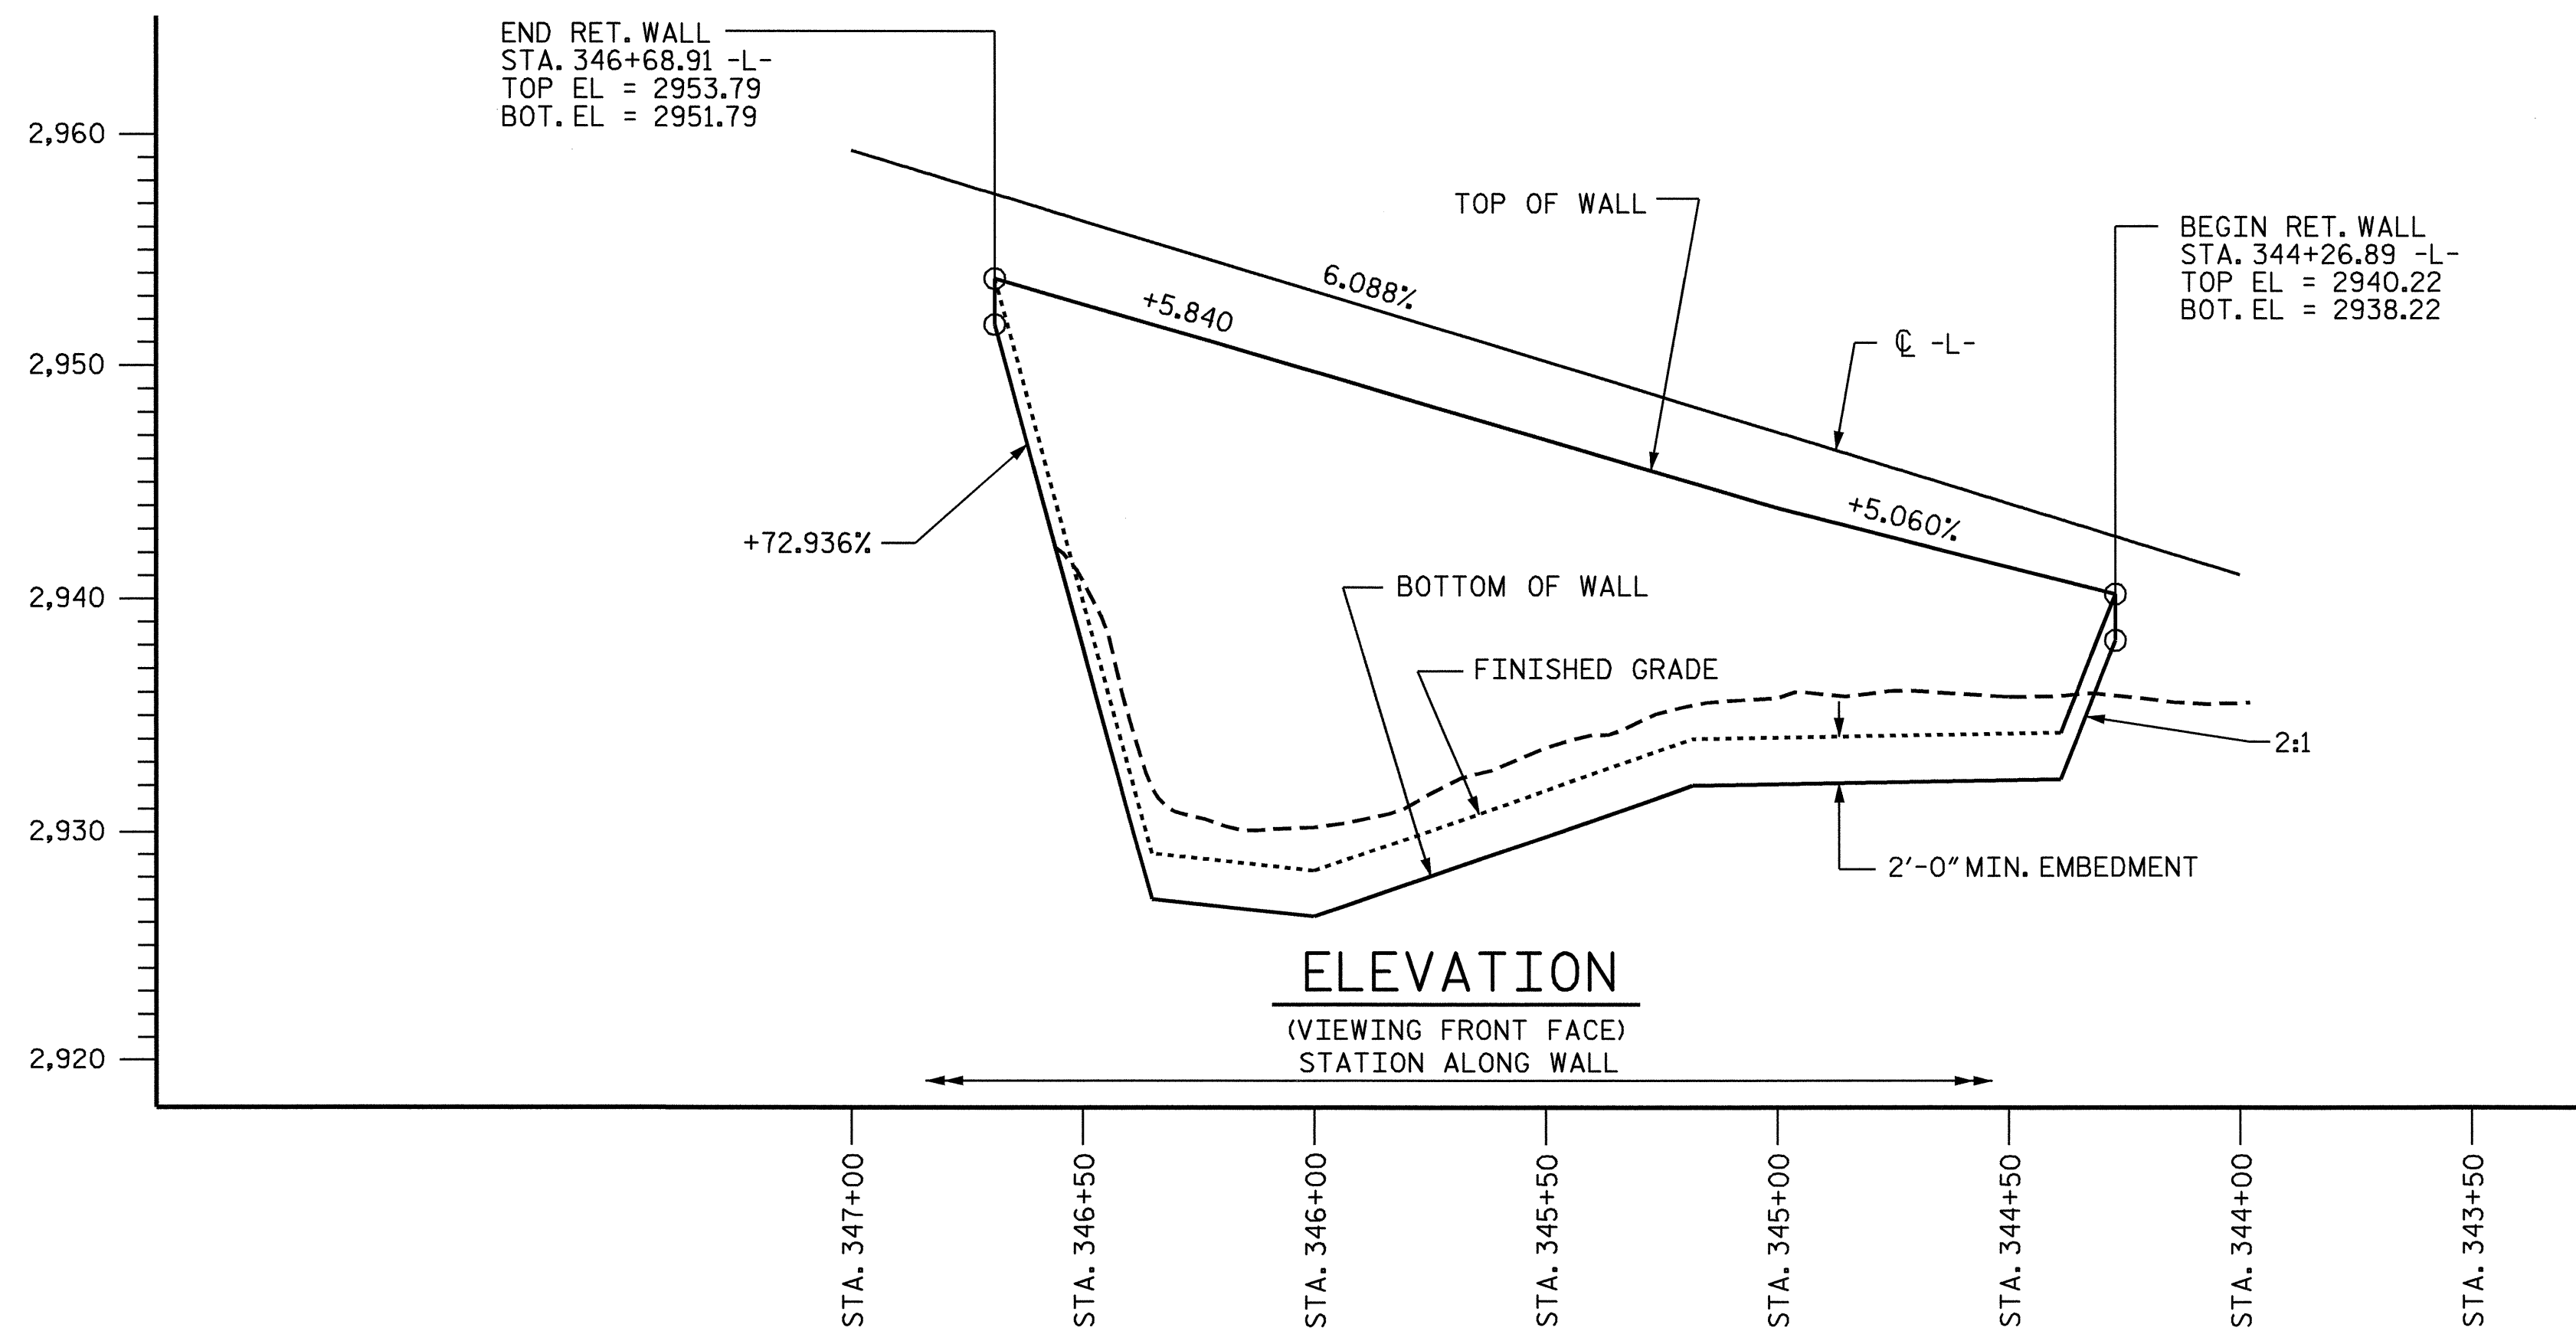 END RET. WALL
STA. 346+68.91 -L-
TOP EL = 2953.79
BOT. EL = 2951.79
2,960
2,950
2,940
2,930
2,920
TOP OF WALL
6.088%
+5.840
BEGIN RET. WALL
STA. 344+26.89 -L-
TOP EL = 2940.22
BOT. EL = 2938.22
℄ -L-
+5.060%
+72.936%
BOTTOM OF WALL
FINISHED GRADE
2:1
2'-0" MIN. EMBEDMENT
ELEVATION
(VIEWING FRONT FACE)
STATION ALONG WALL
STA. 347+00
STA. 346+50
STA. 346+00
STA. 345+50
STA. 345+00
STA. 344+50
STA. 344+00
STA. 343+50